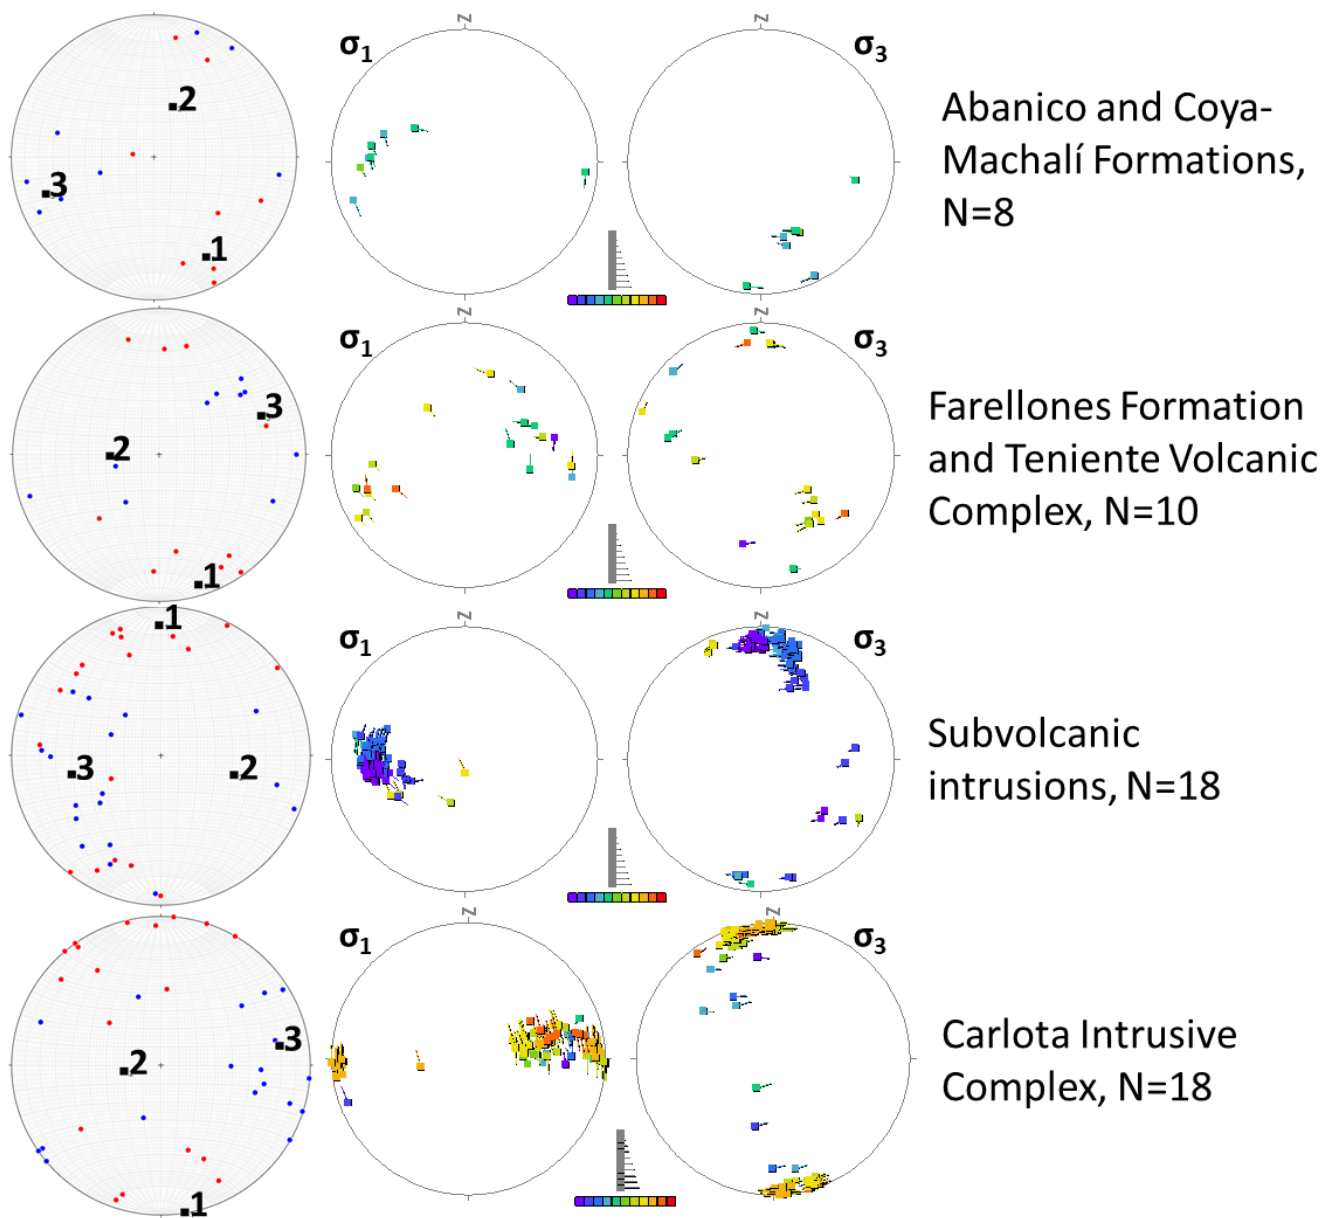 Z
Z
σ1
σ3
.2
.3
.1
Abanico and Coya-
Machalí Formations,
N=8
Z
Z
σ1
σ3
.3
.2
.1
Farellones Formation
and Teniente Volcanic
Complex, N=10
.1
Z
Z
σ1
σ3
.3
.2
Subvolcanic
intrusions, N=18
Z
Z
σ1
σ3
.3
.2
.1
Carlota Intrusive
Complex, N=18